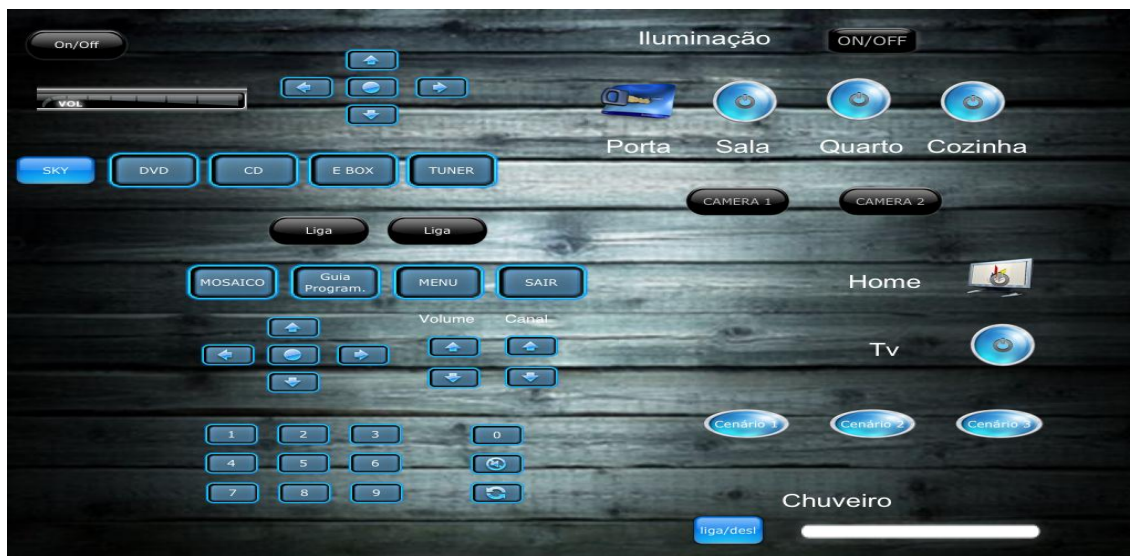 On/Off
Iluminação
ON/OFF
VOL
Porta
Sala
Quarto
Cozinha
SKY
DVD
CD
E BOX
TUNER
CAMERA 1
CAMERA 2
Liga
Liga
MOSAICO
Guia
Program.
MENU
SAIR
Home
Volume
Canal
Tv
Cenário 1
Cenário 2
Cenário 3
1
2
3
0
4
5
6
7
8
9
Chuveiro
liga/desl